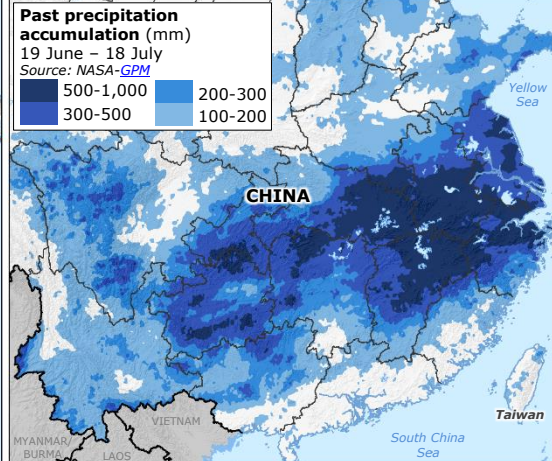 Past precipitation
accumulation (mm)
19 June – 18 July
Source: NASA-GPM
500-1,000
200-300
300-500
100-200
Yellow
Sea
CHINA
Taiwan
VIETNAM
MYANMAR/
BURMA
LAOS
South China
Sea